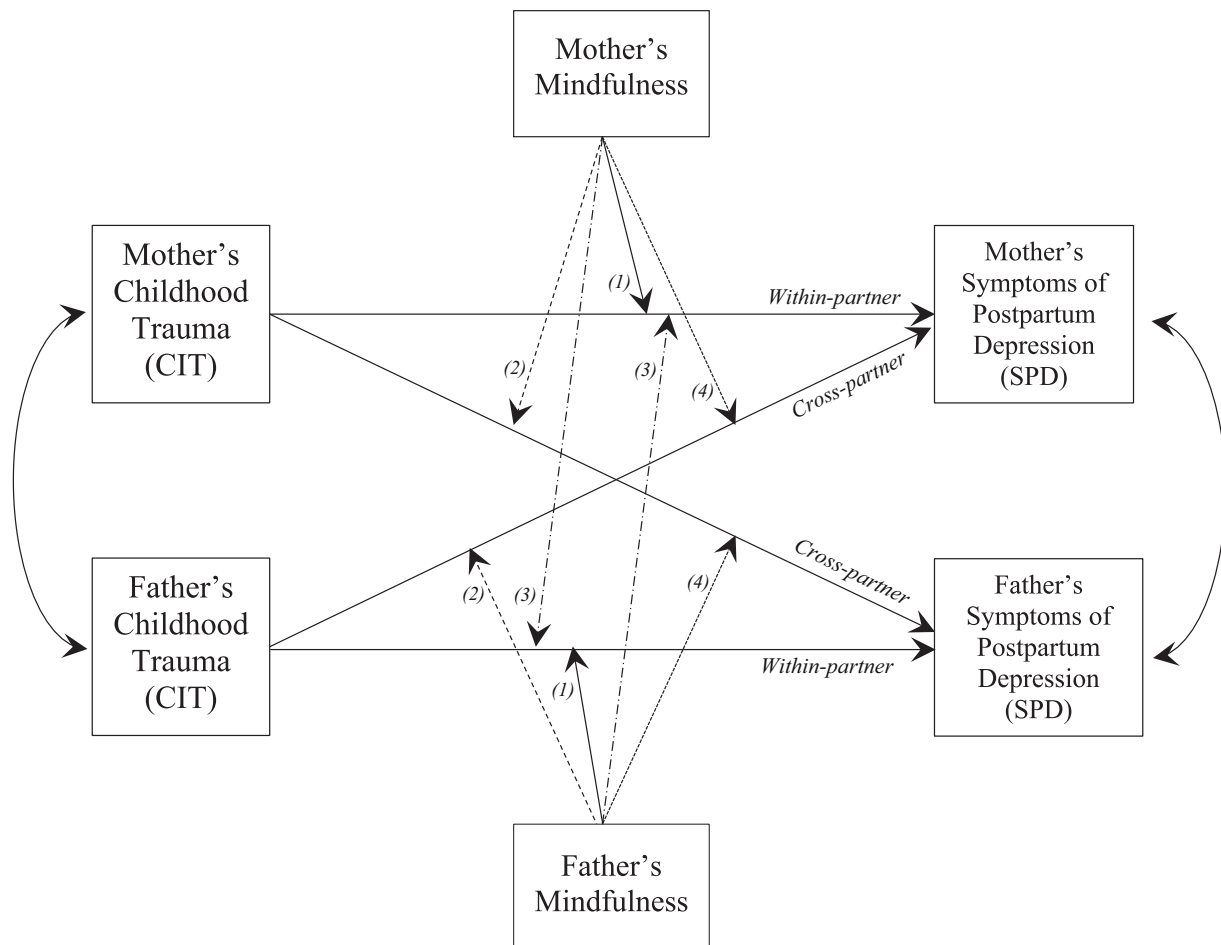 Mother’s
Mindfulness
Mother’s
Childhood
Trauma
(CIT)
Mother’s
Symptoms of
Postpartum
Depression
(SPD)
(1)
Within-partner
(2)
(3)
(4)
Cross-partner
Father’s
Childhood
Trauma
(CIT)
Father’s
Symptoms of
Postpartum
Depression
(SPD)
Cross-partner
(2)
(3)
(4)
(1)
Within-partner
Father’s
Mindfulness